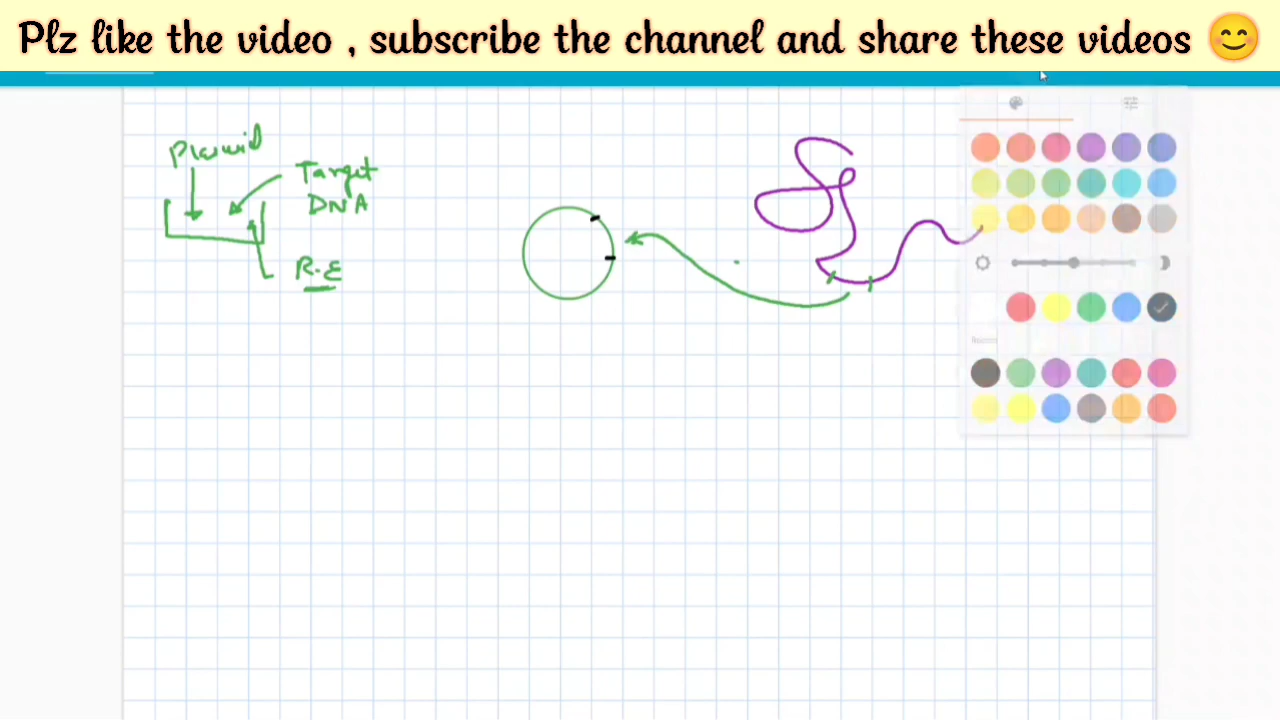 Plz like the video , subscribe the channel and share these videos 😊
Plasmid
Target
DNA
R.E